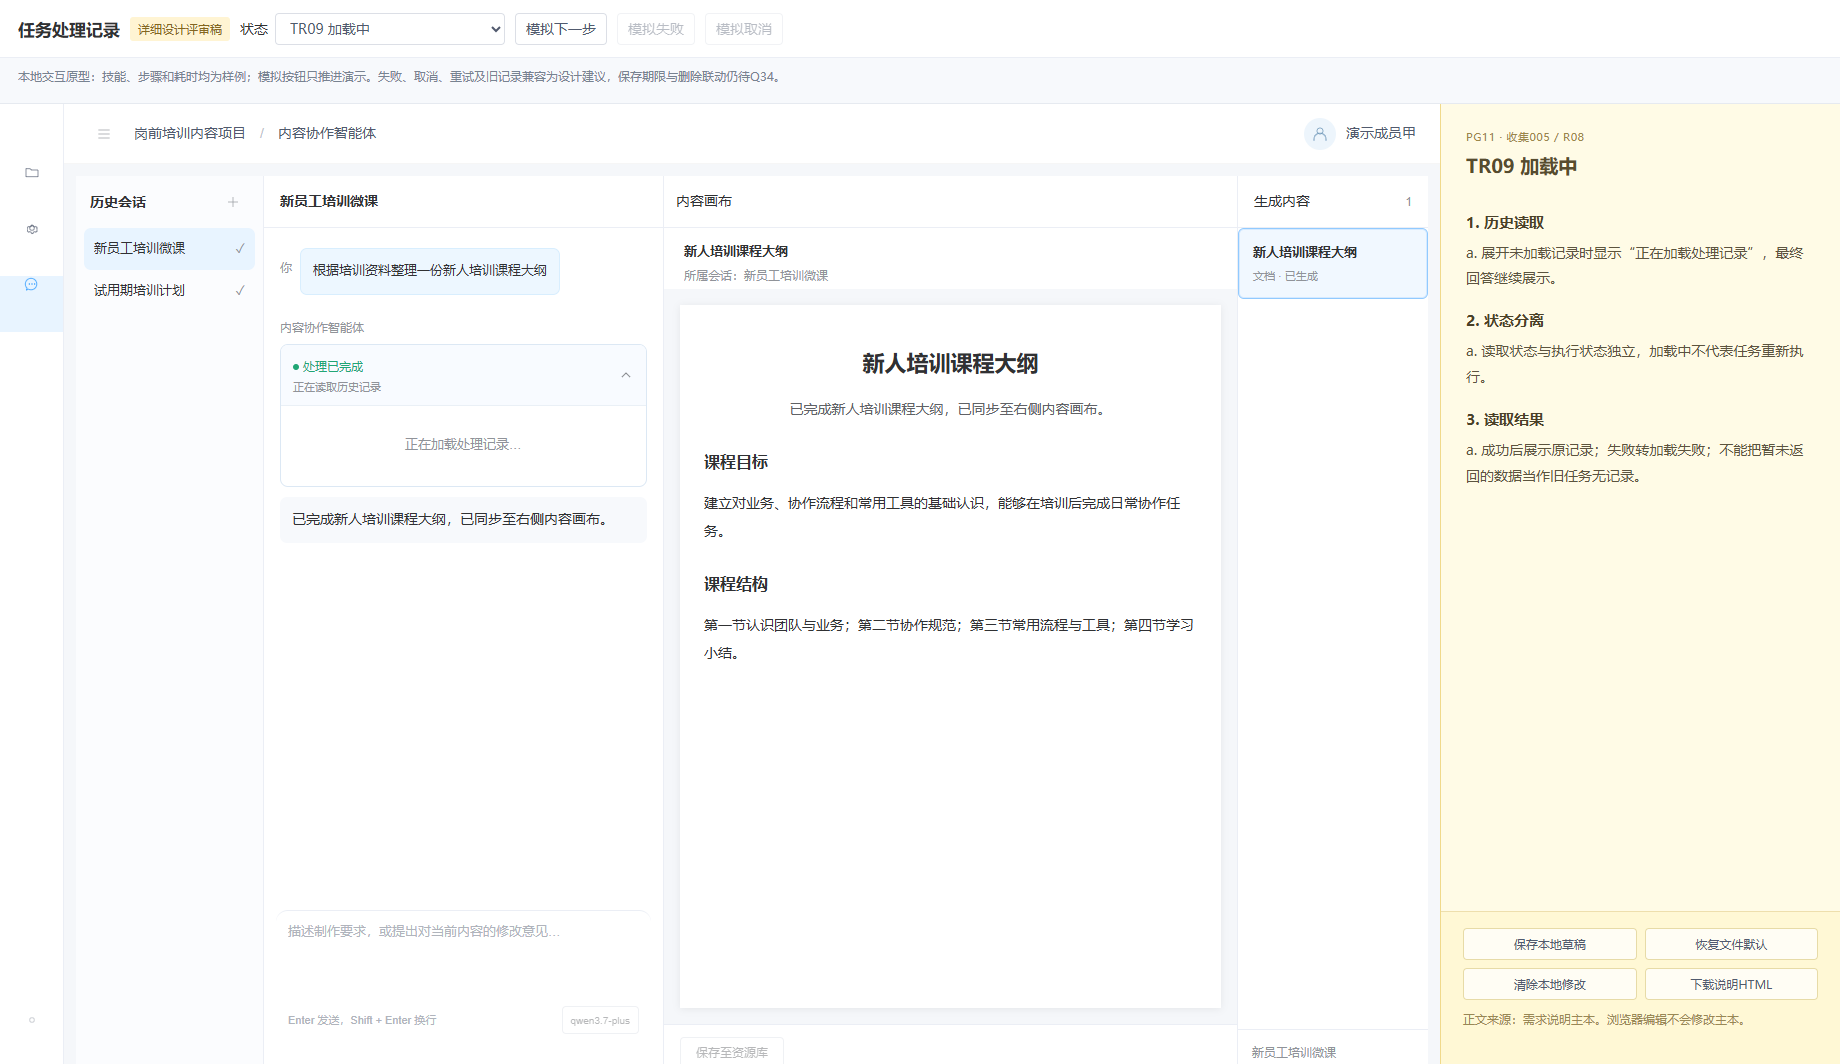 任务处理记录
详细设计评审稿
状态
TR09 加载中
模拟下一步
模拟失败
模拟取消
本地交互原型：技能、步骤和耗时均为样例；模拟按钮只推进演示。失败、取消、重试及旧记录兼容为设计建议，保存期限与删除联动仍待Q34。
岗前培训内容项目 / 内容协作智能体
演示成员甲
历史会话
新员工培训微课
试用期培训计划
新员工培训微课
你
根据培训资料整理一份新人培训课程大纲
内容协作智能体
处理已完成
正在读取历史记录
正在加载处理记录...
已完成新人培训课程大纲，已同步至右侧内容画布。
描述制作要求，或提出对当前内容的修改意见...
Enter 发送，Shift + Enter 换行
qwen3.7-plus
内容画布
新人培训课程大纲
所属会话：新员工培训微课
新人培训课程大纲
已完成新人培训课程大纲，已同步至右侧内容画布。
课程目标
建立对业务、协作流程和常用工具的基础认识，能够在培训后完成日常协作任
务。
课程结构
第一节认识团队与业务；第二节协作规范；第三节常用流程与工具；第四节学习
小结。
保存至资源库
生成内容
1
新人培训课程大纲
文档 · 已生成
新员工培训微课
PG11 · 收集005 / R08
TR09 加载中
1. 历史读取
a. 展开未加载记录时显示“正在加载处理记录”，最终
回答继续展示。
2. 状态分离
a. 读取状态与执行状态独立，加载中不代表任务重新执
行。
3. 读取结果
a. 成功后展示原记录；失败转加载失败；不能把暂未返
回的数据当作旧任务无记录。
保存本地草稿
恢复文件默认
清除本地修改
下载说明HTML
正文来源：需求说明主本。浏览器编辑不会修改主本。